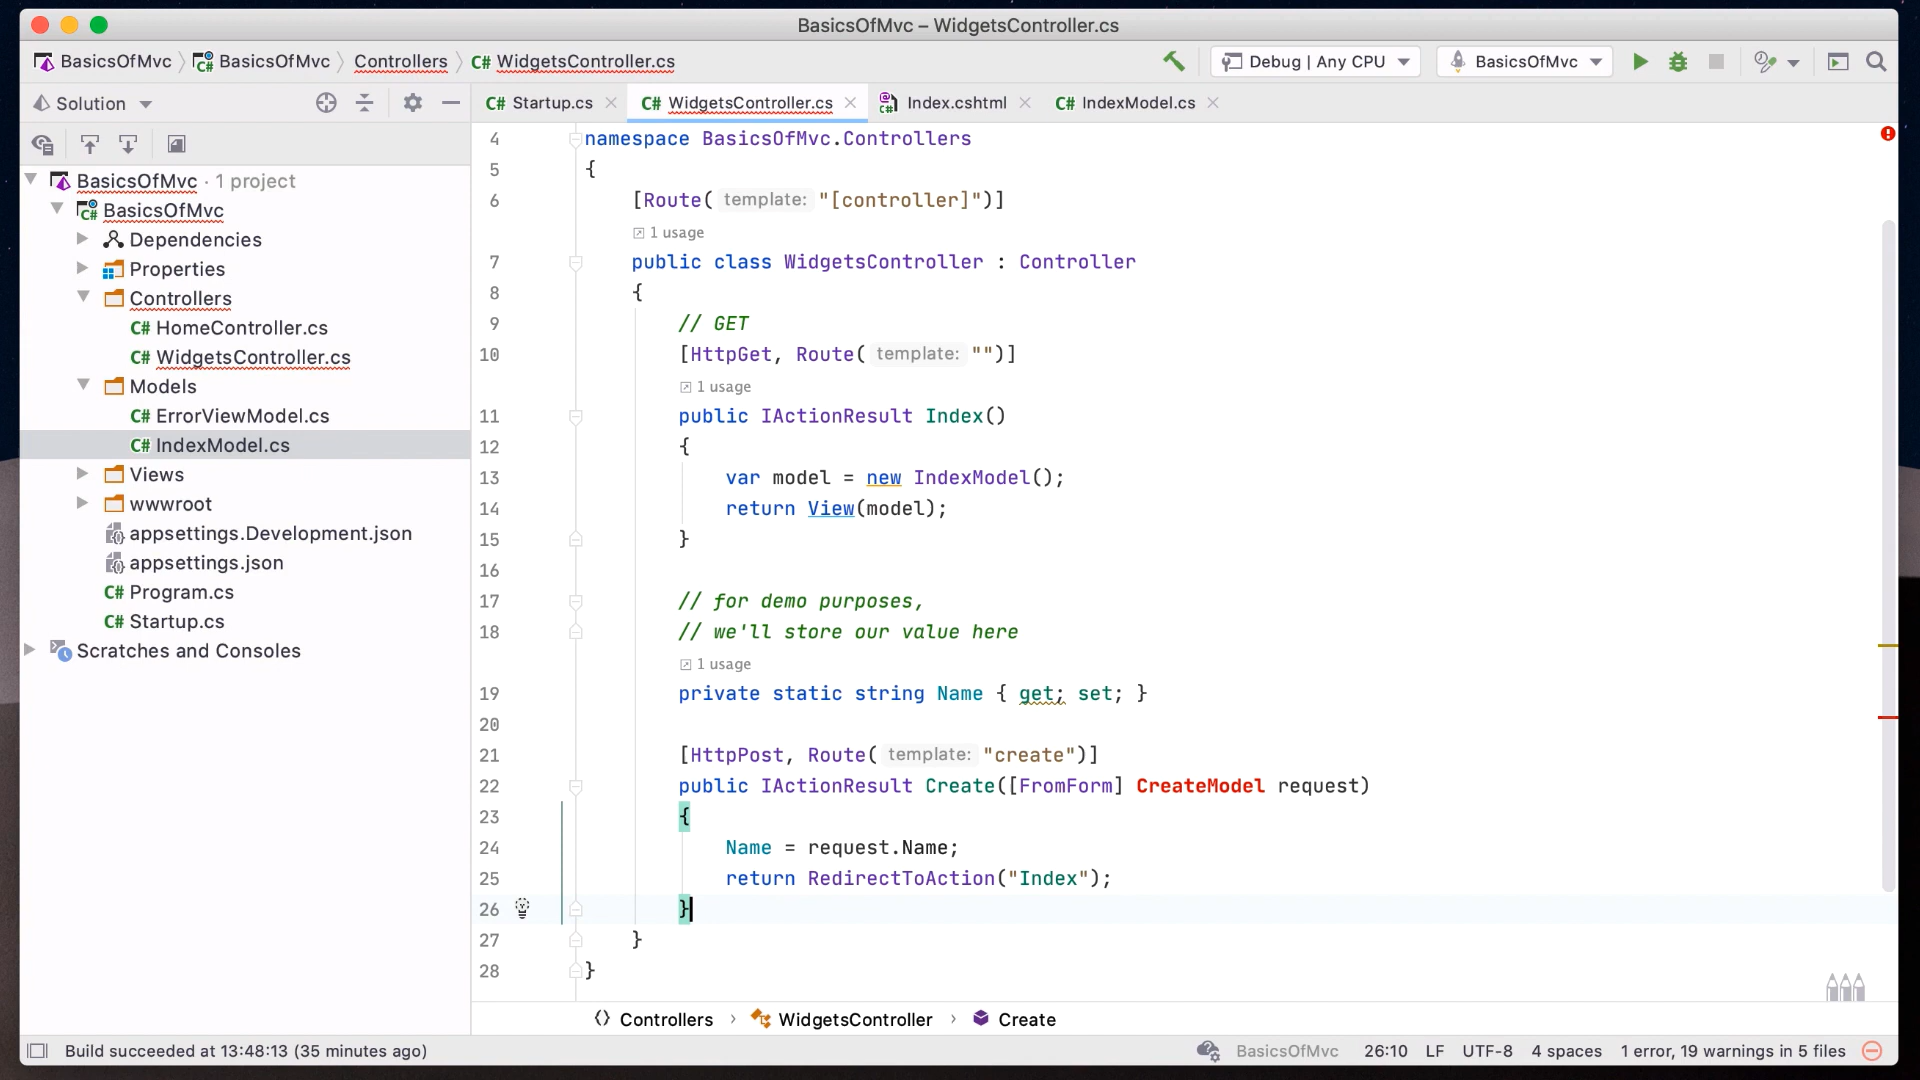 BasicsOfMvc – WidgetsController.cs
BasicsOfMvc BasicsOfMvc Controllers C# WidgetsController.cs Debug | Any CPU BasicsOfMvc
Solution
C# Startup.cs C# WidgetsController.cs Index.cshtml C# IndexModel.cs
BasicsOfMvc · 1 project
C# BasicsOfMvc
Dependencies
Properties
Controllers
C# HomeController.cs
C# WidgetsController.cs
Models
C# ErrorViewModel.cs
C# IndexModel.cs
Views
wwwroot
appsettings.Development.json
appsettings.json
C# Program.cs
C# Startup.cs
Scratches and Consoles
4 namespace BasicsOfMvc.Controllers
5 {
6 [Route( template: "[controller]")]
1 usage
7 public class WidgetsController : Controller
8 {
9 // GET
10 [HttpGet, Route( template: "")]
1 usage
11 public IActionResult Index()
12 {
13 var model = new IndexModel();
14 return View(model);
15 }
16
17 // for demo purposes,
18 // we'll store our value here
1 usage
19 private static string Name { get; set; }
20
21 [HttpPost, Route( template: "create")]
22 public IActionResult Create([FromForm] CreateModel request)
23 {
24 Name = request.Name;
25 return RedirectToAction("Index");
26 }
27 }
28 }
Controllers › WidgetsController › Create
Build succeeded at 13:48:13 (35 minutes ago) BasicsOfMvc 26:10 LF UTF-8 4 spaces 1 error, 19 warnings in 5 files